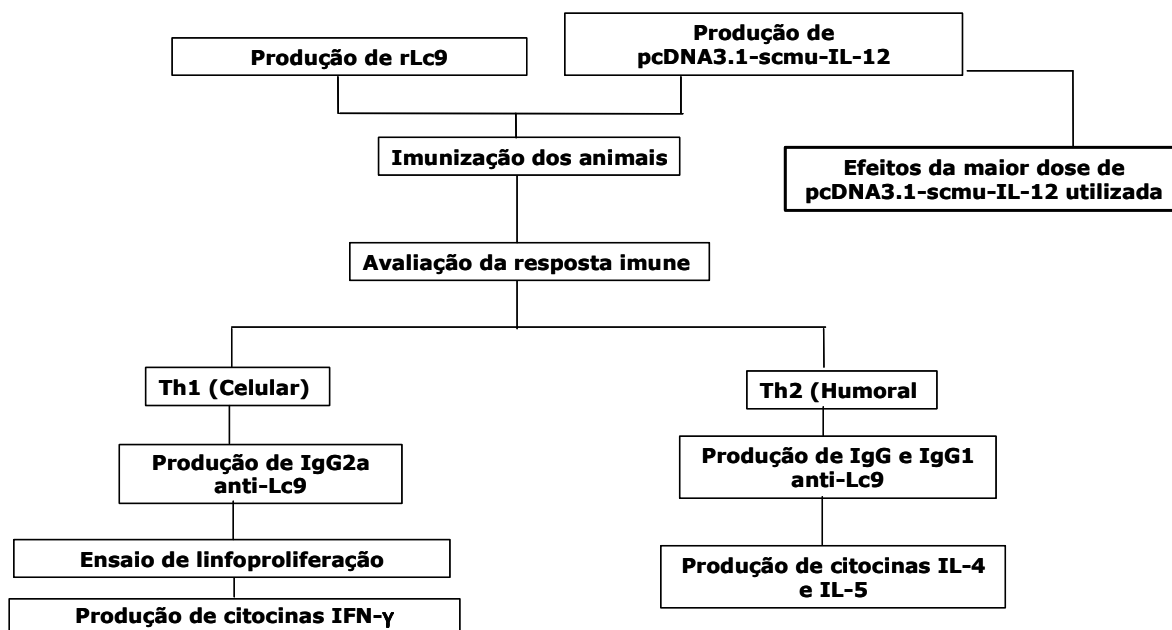 Produção de rLc9
Produção de
pcDNA3.1-scmu-IL-12
Imunização dos animais
Efeitos da maior dose de
pcDNA3.1-scmu-IL-12 utilizada
Avaliação da resposta imune
Th1 (Celular)
Th2 (Humoral
Produção de IgG2a
anti-Lc9
Produção de IgG e IgG1
anti-Lc9
Ensaio de linfoproliferação
Produção de citocinas IL-4
e IL-5
Produção de citocinas IFN-γ